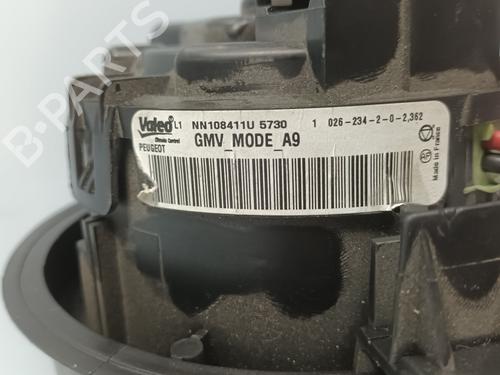 B-PARTS
Valeo L1 NN108411U 5730 1 026-234-2-0-2,362
Climate Control
PEUGEOT GMV_MODE_A9
Made in France